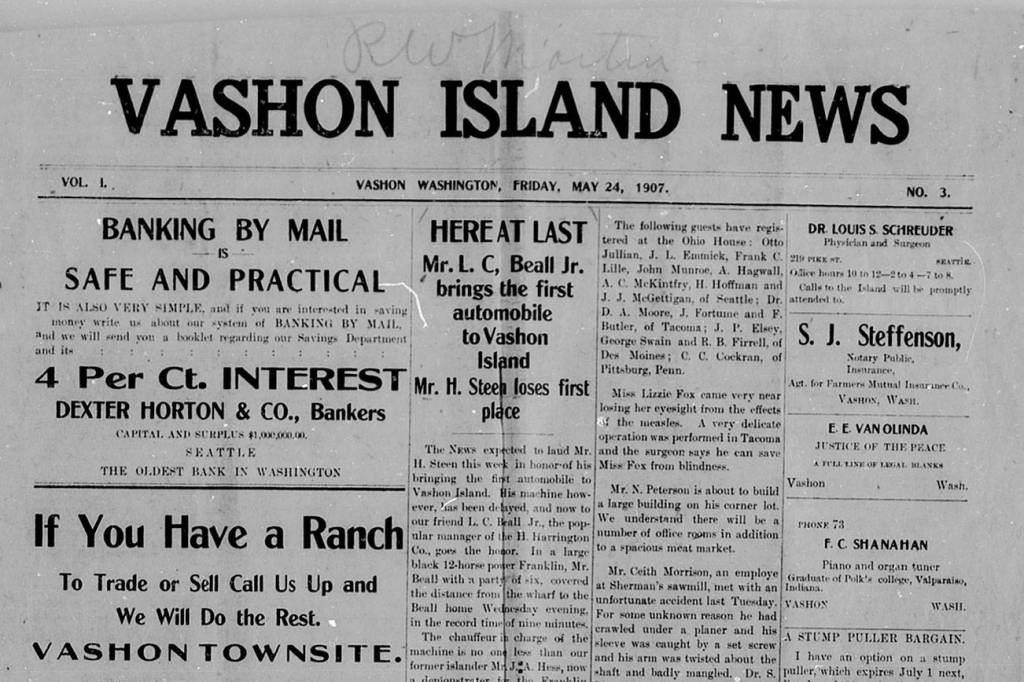 R W Martin
VASHON ISLAND NEWS
VOL. I.
VASHON WASHINGTON, FRIDAY, MAY 24, 1907.
NO. 3.
BANKING BY MAIL
IS
SAFE AND PRACTICAL
IT IS ALSO VERY SIMPLE, and if you are interested in saving
money write us about our system of BANKING BY MAIL,
and we will send you a booklet regarding our Savings Department
and its : : : : : : : : : :
4 Per Ct. INTEREST
DEXTER HORTON & CO., Bankers
CAPITAL AND SURPLUS $1,000,000.00.
SEATTLE
THE OLDEST BANK IN WASHINGTON
If You Have a Ranch
To Trade or Sell Call Us Up and
We Will Do the Rest.
VASHON TOWNSITE.
HERE AT LAST
Mr. L. C, Beall Jr.
brings the first
automobile
to Vashon
Island
Mr. H. Steen loses first
place
The NEWS expected to laud Mr.
H. Steen this week in honor of his
bringing the first automobile to
Vashon Island. His machine how-
ever, has been delayed, and now to
our friend L. C. Beall Jr., the pop-
ular manager of the H. Harrington
Co., goes the honor. In a large
black 12-horse power Franklin, Mr.
Beall with a party of six, covered
the distance from the wharf to the
Beall home Wednesday evening,
in the record time of nine minutes.
The chauffeur in charge of the
machine is no one less than our
former islander Mr. J. A. Hess, now
a demonstrator for the Franklin
The following guests have regis-
tered at the Ohio House: Otto
Jullian, J. L. Emmick, Frank C.
Lille, John Munroe, A. Hagwall,
A. C. McKintfry, H. Hoffman and
J. J. McGettigan, of Seattle; Dr.
D. A. Moore, J. Fortune and F.
Butler, of Tacoma; J. P. Elsey,
George Swain and R. B. Firrell, of
Des Moines; C. C. Cockran, of
Pittsburg, Penn.
Miss Lizzie Fox came very near
losing her eyesight from the effects
of the measles. A very delicate
operation was performed in Tacoma
and the surgeon says he can save
Miss Fox from blindness.
Mr. N. Peterson is about to build
a large building on his corner lot.
We understand there will be a
number of office rooms in addition
to a spacious meat market.
Mr. Ceith Morrison, an employe
at Sherman's sawmill, met with an
unfortunate accident last Tuesday.
For some unknown reason he had
crawled under a planer and his
sleeve was caught by a set screw
and his arm was twisted about the
shaft and badly mangled. Dr. S.
DR. LOUIS S. SCHREUDER
Physician and Surgeon
219 PIKE ST. SEATTLE.
Office hours 10 to 12—2 to 4—7 to 8.
Calls to the Island will be promptly
attended to.
S. J. Steffenson,
Notary Public,
Insurance,
Agt. for Farmers Mutual Insurance Co.,
VASHON, WASH.
E. E. VAN OLINDA
JUSTICE OF THE PEACE
A FULL LINE OF LEGAL BLANKS
Vashon Wash.
PHONE 73
F. C. SHANAHAN
Piano and organ tuner
Graduate of Polk's college, Valparaiso,
Indiana.
VASHON WASH.
A STUMP PULLER BARGAIN.
I have an option on a stump
puller, which expires July 1 next,